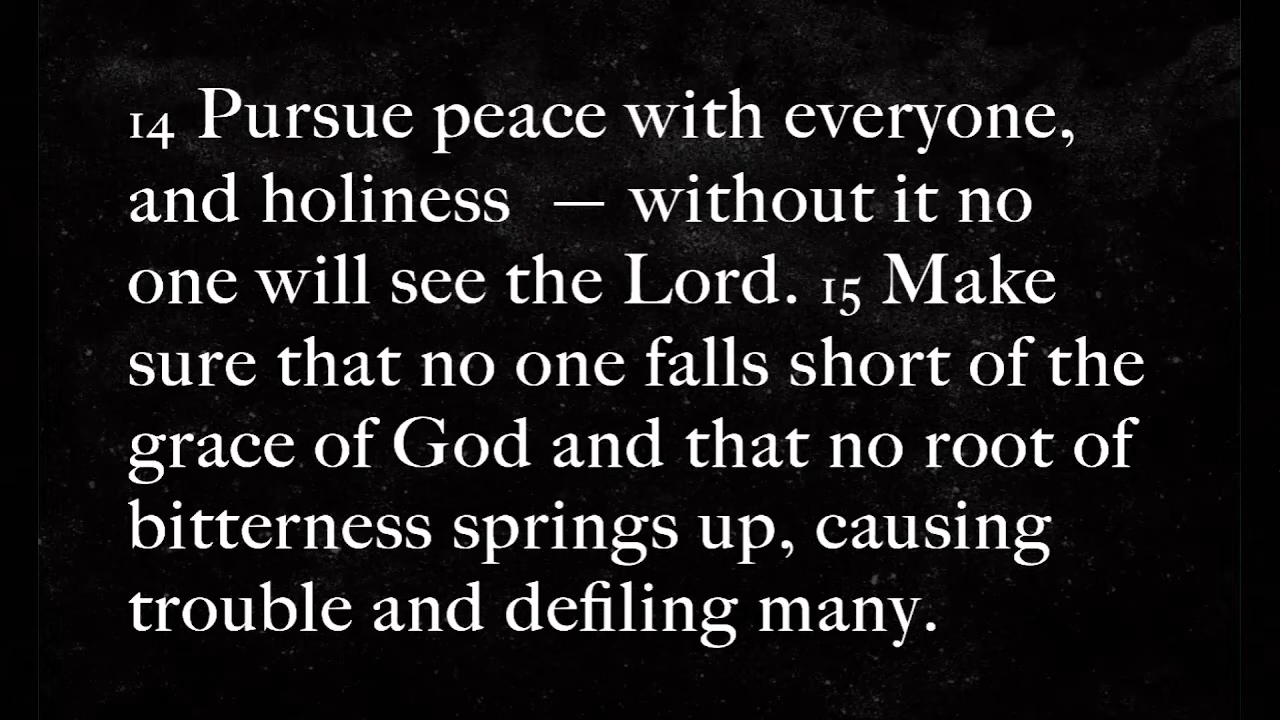 14 Pursue peace with everyone,
and holiness — without it no
one will see the Lord. 15 Make
sure that no one falls short of the
grace of God and that no root of
bitterness springs up, causing
trouble and defiling many.